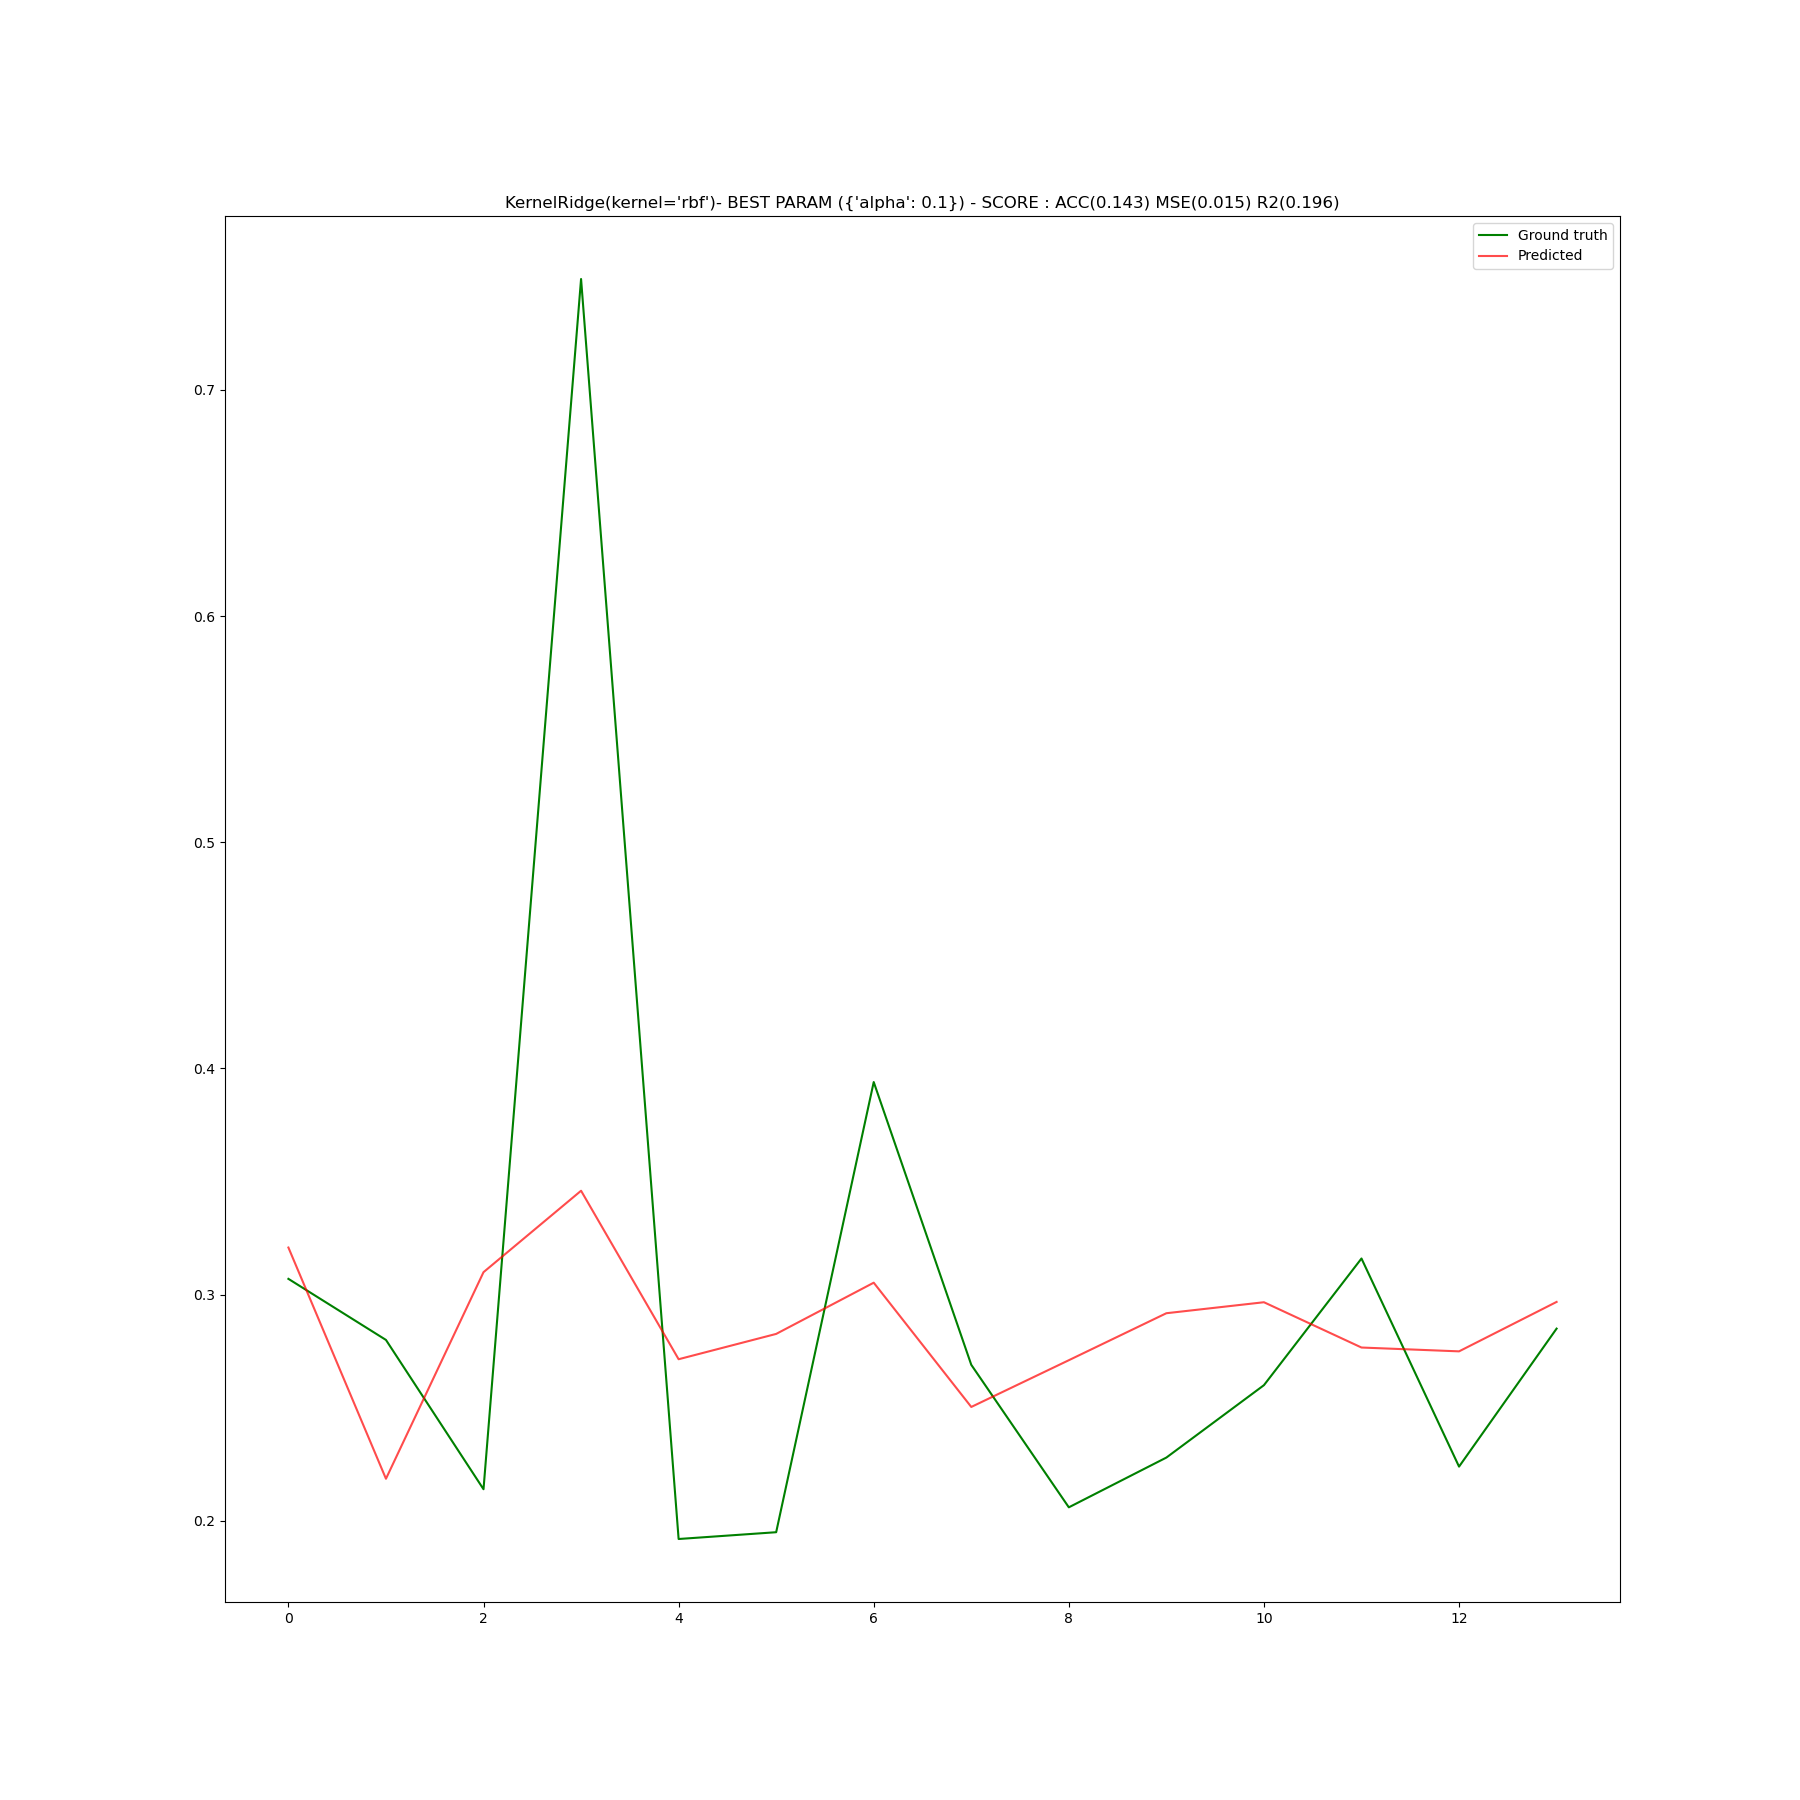 KernelRidge(kernel='rbf')- BEST PARAM ({'alpha': 0.1}) - SCORE : ACC(0.143) MSE(0.015) R2(0.196)
Ground truth
Predicted
0.7
0.6
0.5
0.4
0.3
0.2
0 2 4 6 8 10 12